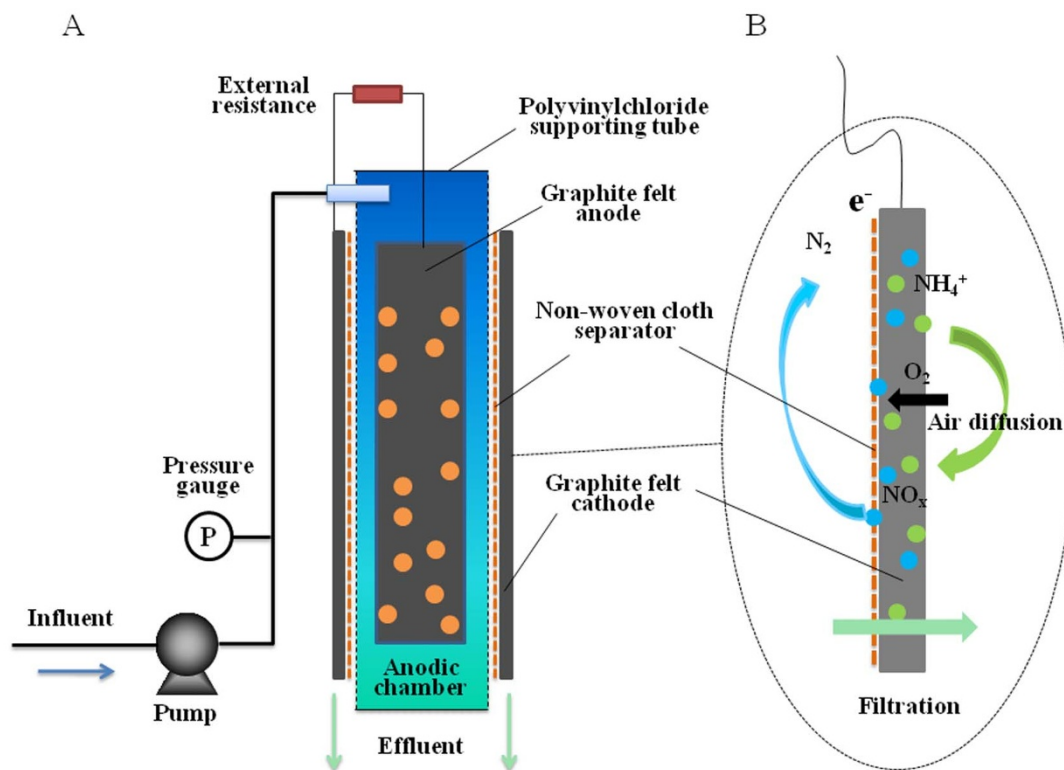 A
External
resistance
Polyvinylchloride
supporting tube
Graphite felt
anode
Non-woven cloth
separator
Pressure
gauge
P
Graphite felt
cathode
Influent
Pump
Anodic
chamber
Effluent
B
e⁻
N₂
NH₄⁺
O₂
Air diffusion
NOₓ
Filtration